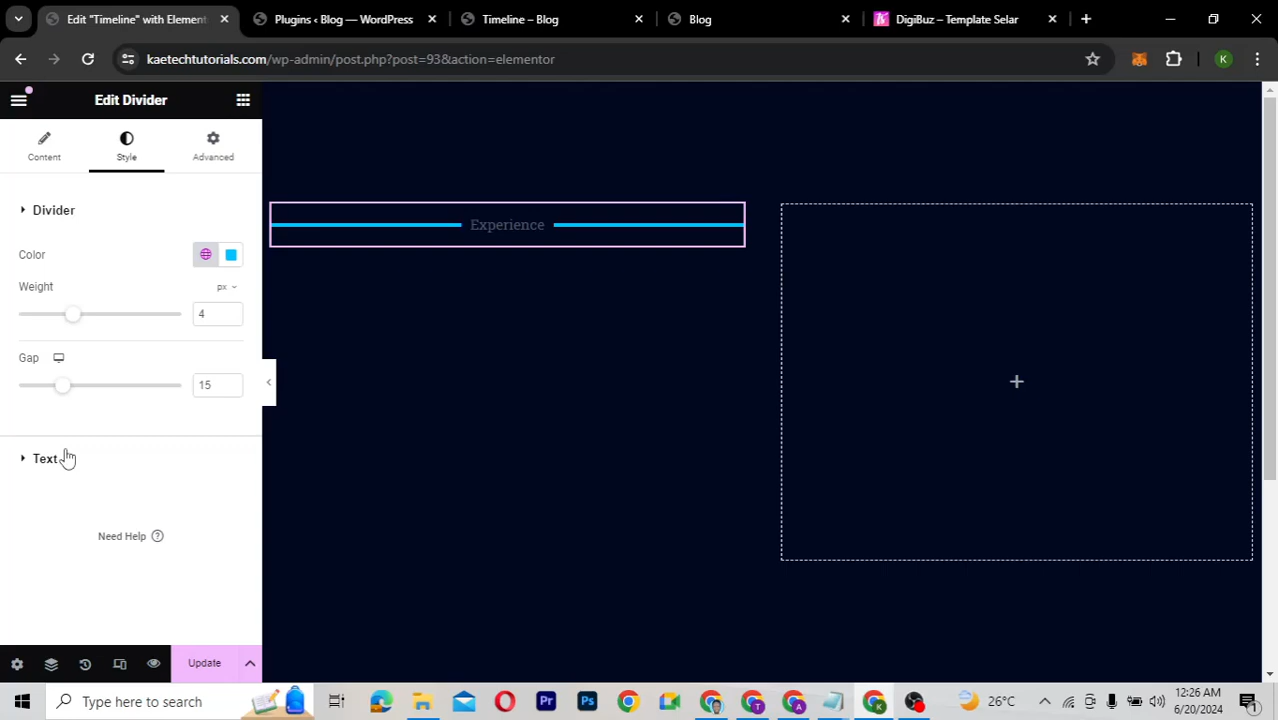 Edit "Timeline" with Element
Plugins ‹ Blog — WordPress
Timeline – Blog
Blog
DigiBuz – Template Selar
kaetechtutorials.com/wp-admin/post.php?post=93&action=elementor
K
Edit Divider
Content
Style
Advanced
Divider
Color
Weight
px
4
Gap
15
Text
Need Help
Update
Experience
Type here to search
26°C
12:26 AM
6/20/2024